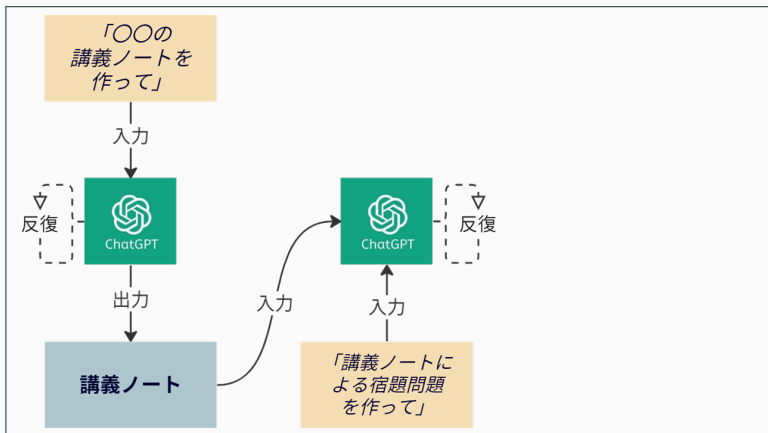 「〇〇の
講義ノートを
作って」
入力
反復
ChatGPT
出力
講義ノート
入力
ChatGPT
反復
入力
「講義ノートに
よる宿題問題
を作って」